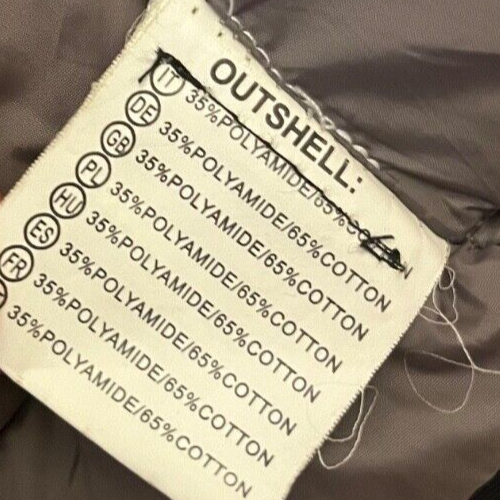 OUTSHELL:
IT 35%POLYAMIDE/65%
DE 35%POLYAMIDE/65%COTTON
GB 35%POLYAMIDE/65%COTTON
PL 35%POLYAMIDE/65%COTTON
HU 35%POLYAMIDE/65%COTTON
ES 35%POLYAMIDE/65%COTTON
FR 35%POLYAMIDE/65%COTTON
35%POLYAMIDE/65%COTTON